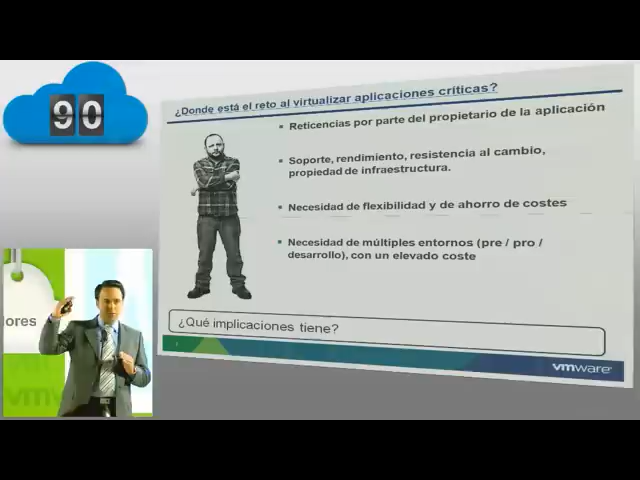 90
¿Donde está el reto al virtualizar aplicaciones críticas?
Reticencias por parte del propietario de la aplicación
Soporte, rendimiento, resistencia al cambio,
propiedad de infraestructura.
Necesidad de flexibilidad y de ahorro de costes
Necesidad de múltiples entornos (pre / pro /
desarrollo), con un elevado coste
¿Qué implicaciones tiene?
vmware
dores
vmw